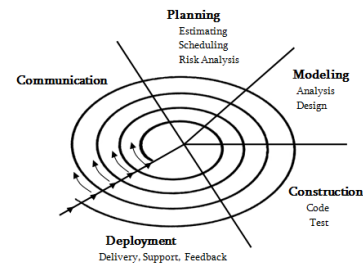 Planning
Estimating
Scheduling
Risk Analysis
Communication
Modeling
Analysis
Design
Construction
Code
Test
Deployment
Delivery, Support, Feedback